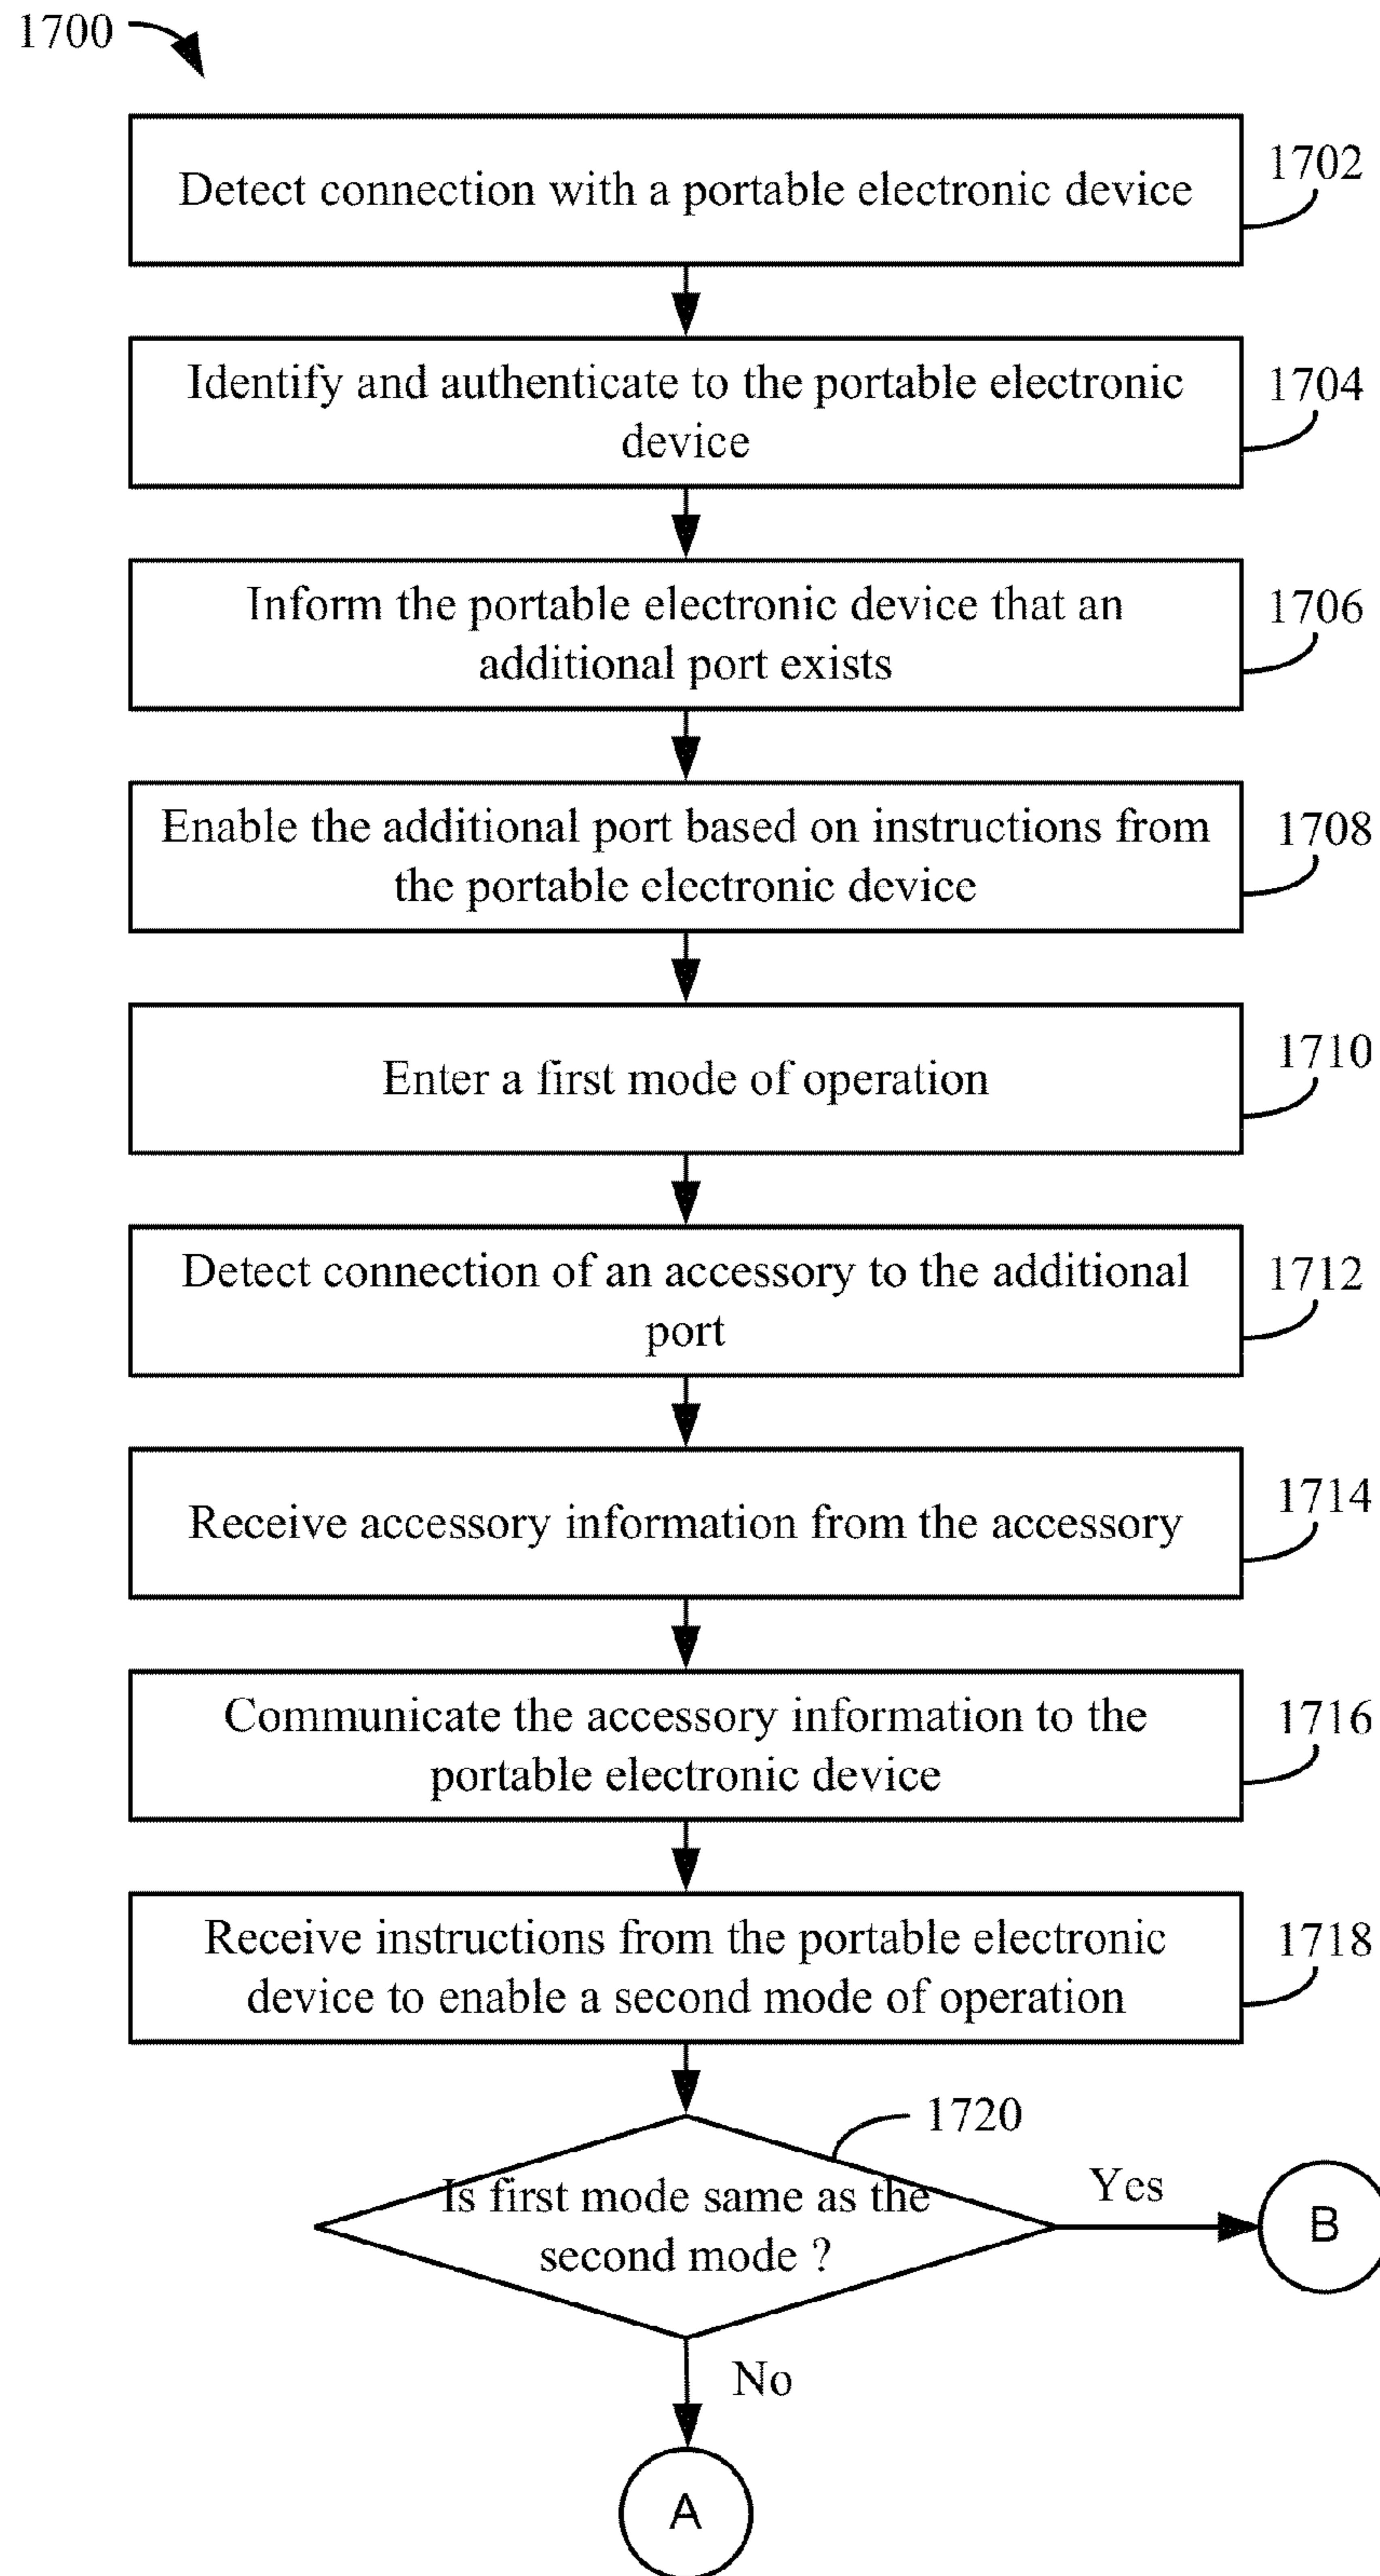 1700
Detect connection with a portable electronic device
1702
Identify and authenticate to the portable electronic
device
1704
Inform the portable electronic device that an
additional port exists
1706
Enable the additional port based on instructions from
the portable electronic device
1708
Enter a first mode of operation
1710
Detect connection of an accessory to the additional
port
1712
Receive accessory information from the accessory
1714
Communicate the accessory information to the
portable electronic device
1716
Receive instructions from the portable electronic
device to enable a second mode of operation
1718
1720
Is first mode same as the
second mode ?
Yes
B
No
A